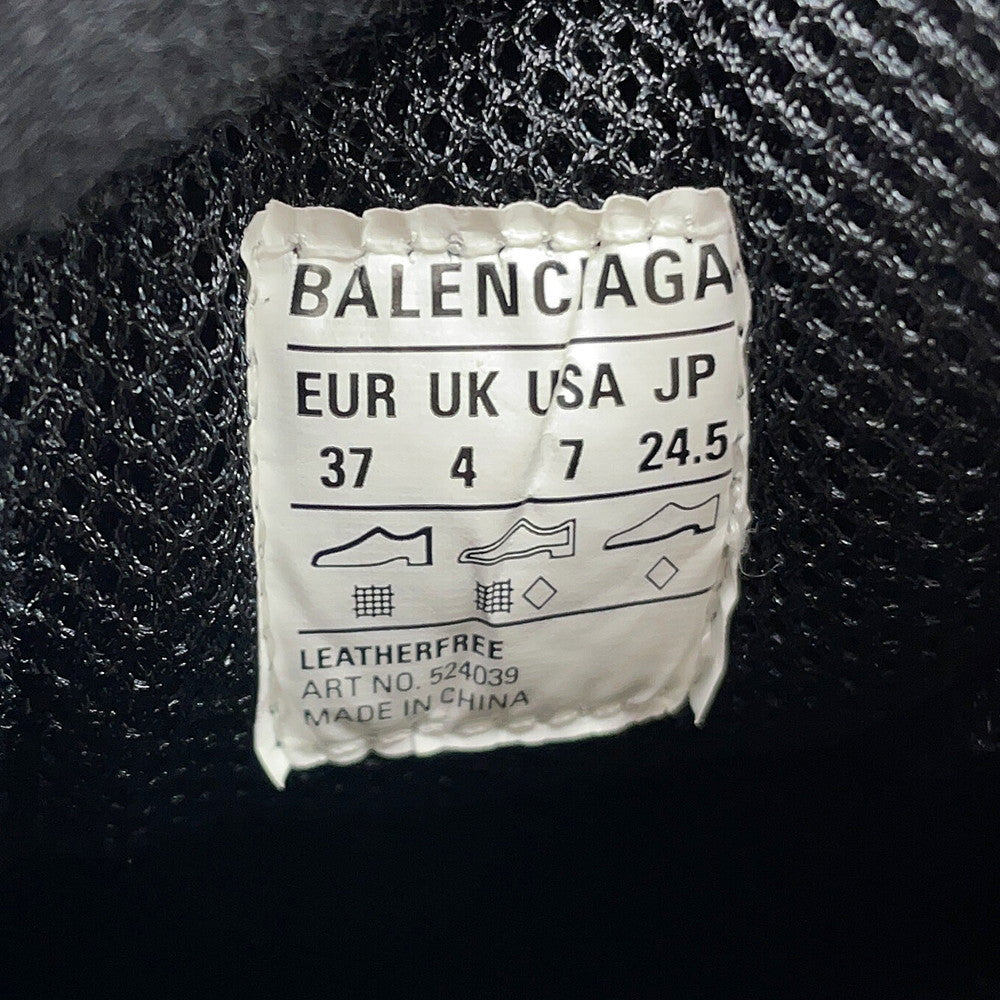 BALENCIAGA
EUR UK USA JP
37 4 7 24.5
LEATHERFREE
ART NO. 524039
MADE IN CHINA